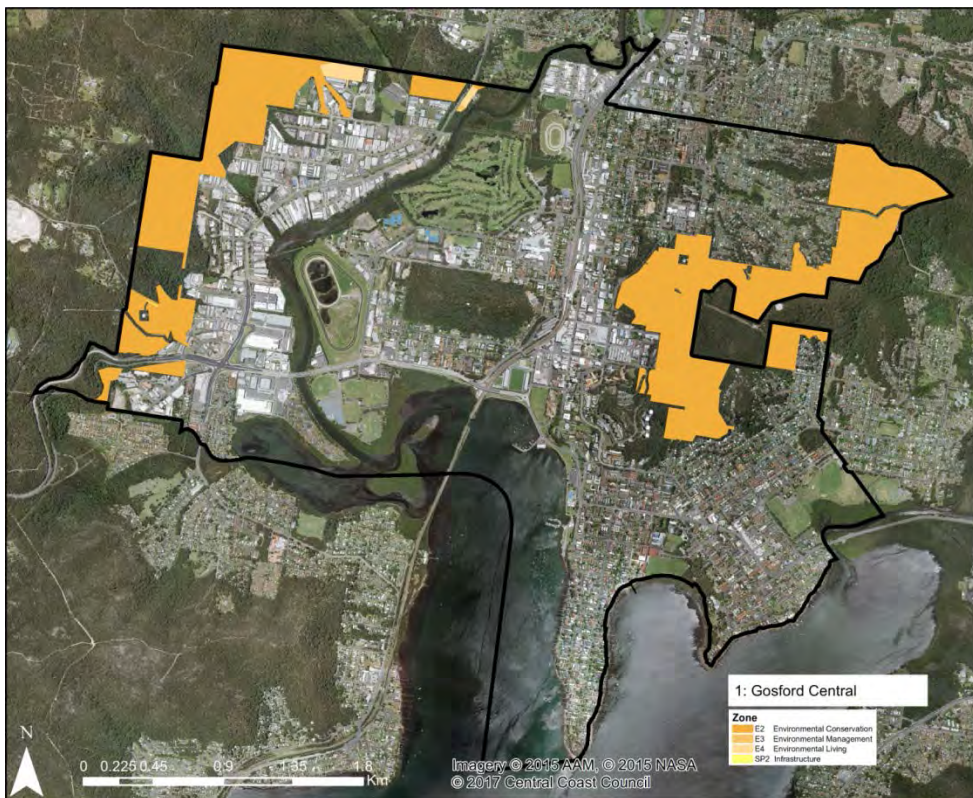 1: Gosford Central
Zone
E2 Environmental Conservation
E3 Environmental Management
E4 Environmental Living
SP2 Infrastructure
N
0 0.225 0.45 0.9 1.35 1.8
Km
Imagery © 2015 AAM, © 2015 NASA
© 2017 Central Coast Council